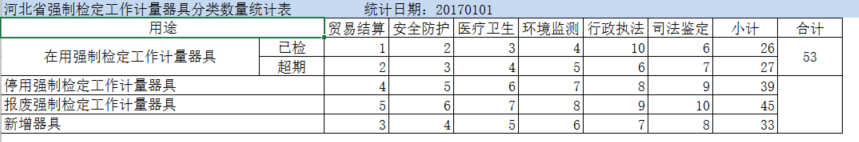 河北省强制检定工作计量器具分类数量统计表 统计日期：20170101
用途 贸易结算 安全防护 医疗卫生 环境监测 行政执法 司法鉴定 小计 合计
在用强制检定工作计量器具 已检 1 2 3 4 10 6 26 53
超期 2 3 4 5 6 7 27
停用强制检定工作计量器具 4 5 6 7 8 9 39
报废强制检定工作计量器具 5 6 7 8 9 10 45
新增器具 3 4 5 6 7 8 33